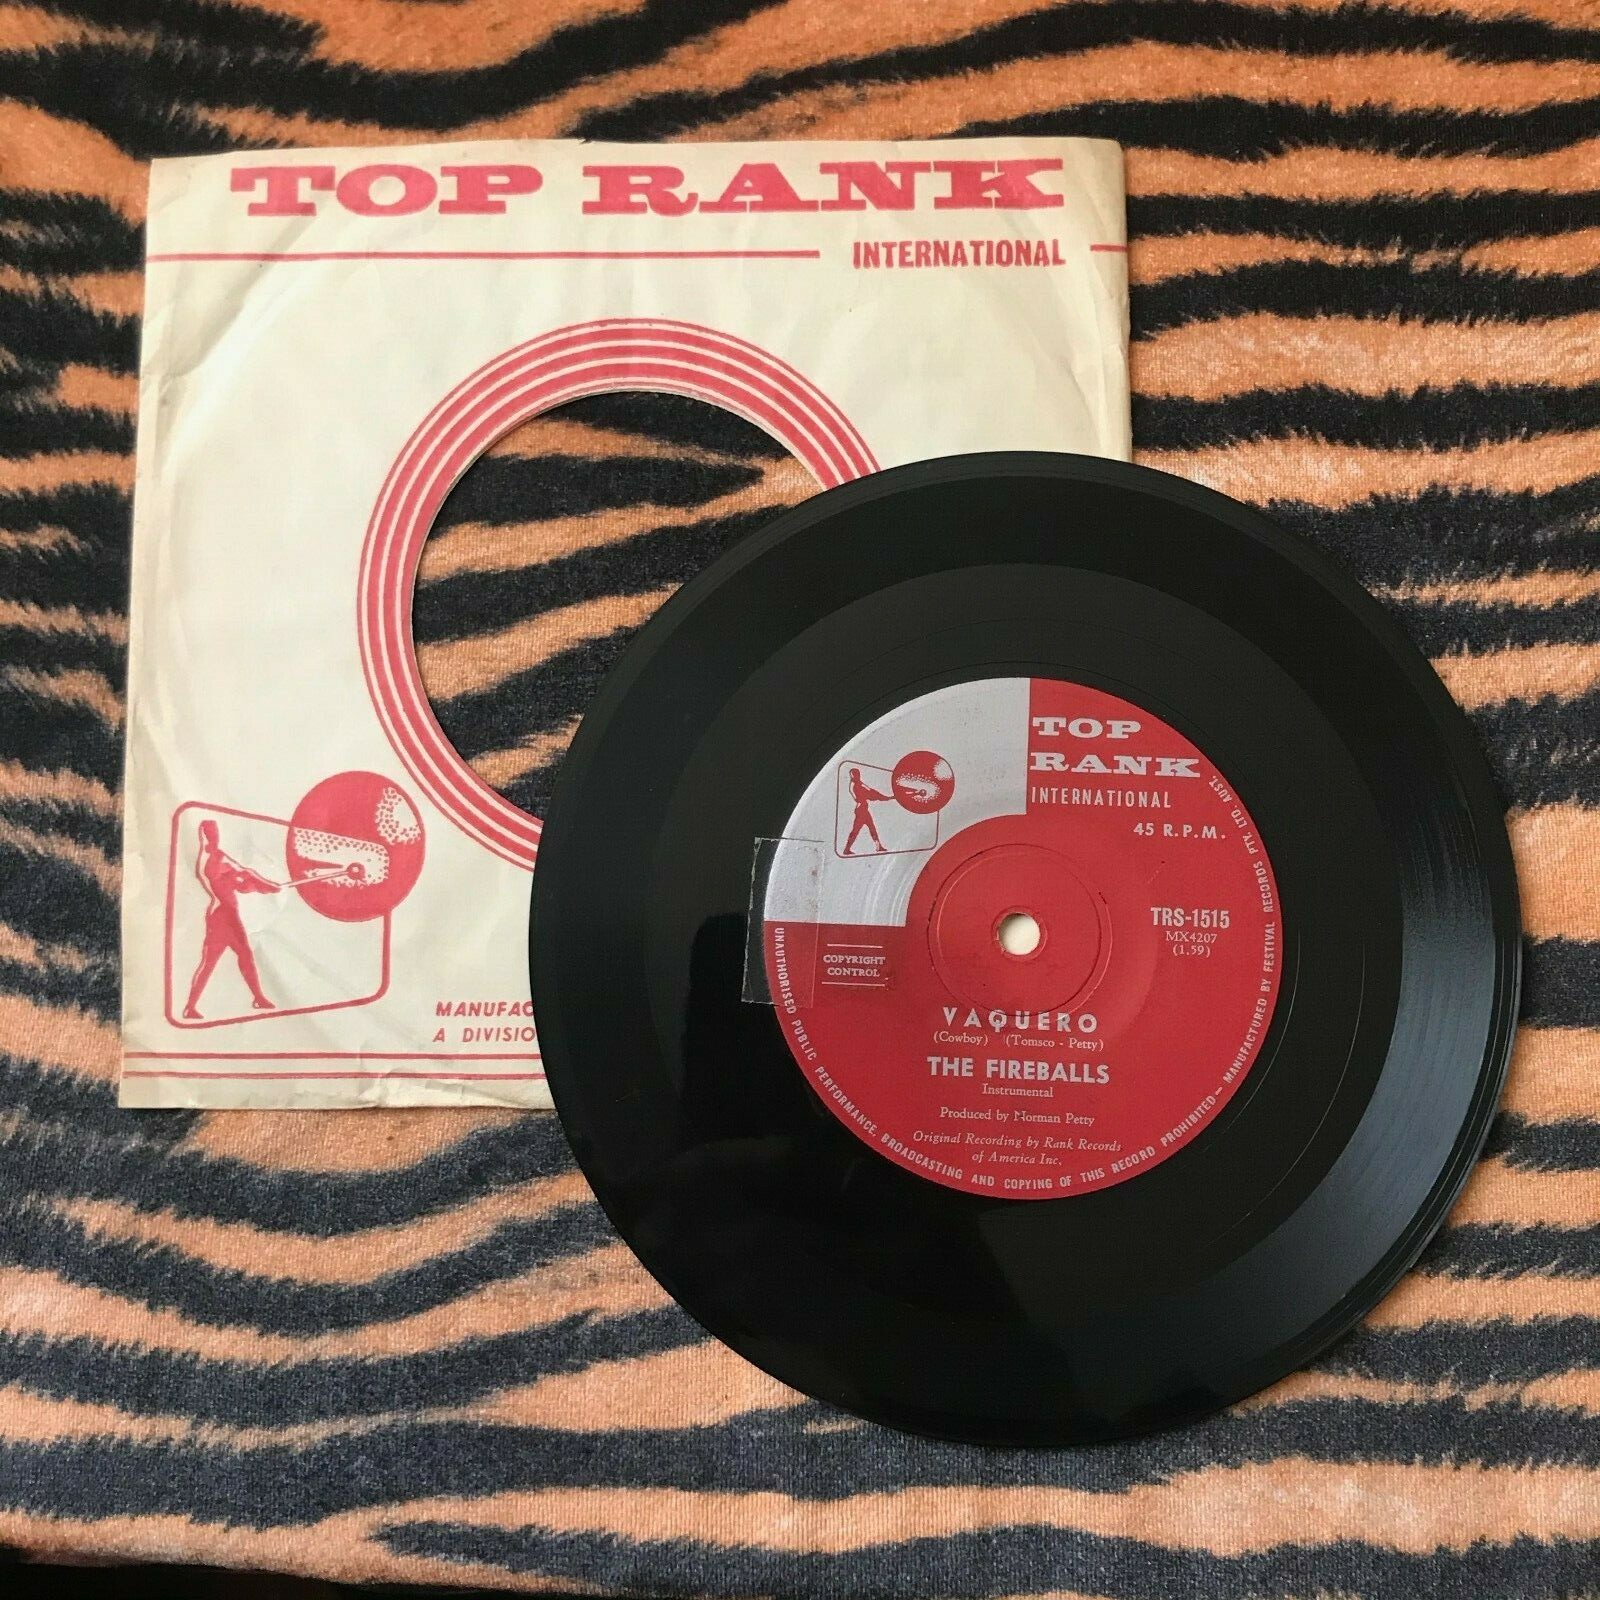 TOP RANK
INTERNATIONAL
MANUFAC
A DIVISIO
TOP
RANK
INTERNATIONAL
45 R.P.M.
TRS-1515
MX4207
(1.59)
COPYRIGHT
CONTROL
VAQUERO
(Cowboy) (Tomsco - Petty)
THE FIREBALLS
Instrumental
Produced by Norman Petty
Original Recording by Rank Records
of America Inc.
UNAUTHORISED PUBLIC PERFORMANCE, BROADCASTING AND COPYING OF THIS RECORD PROHIBITED— MANUFACTURED BY FESTIVAL RECORDS PTY. LTD. AUST.